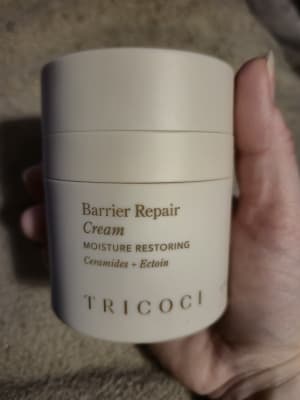 Barrier Repair
Cream
MOISTURE RESTORING
Ceramides + Ectoin
TRICOCI